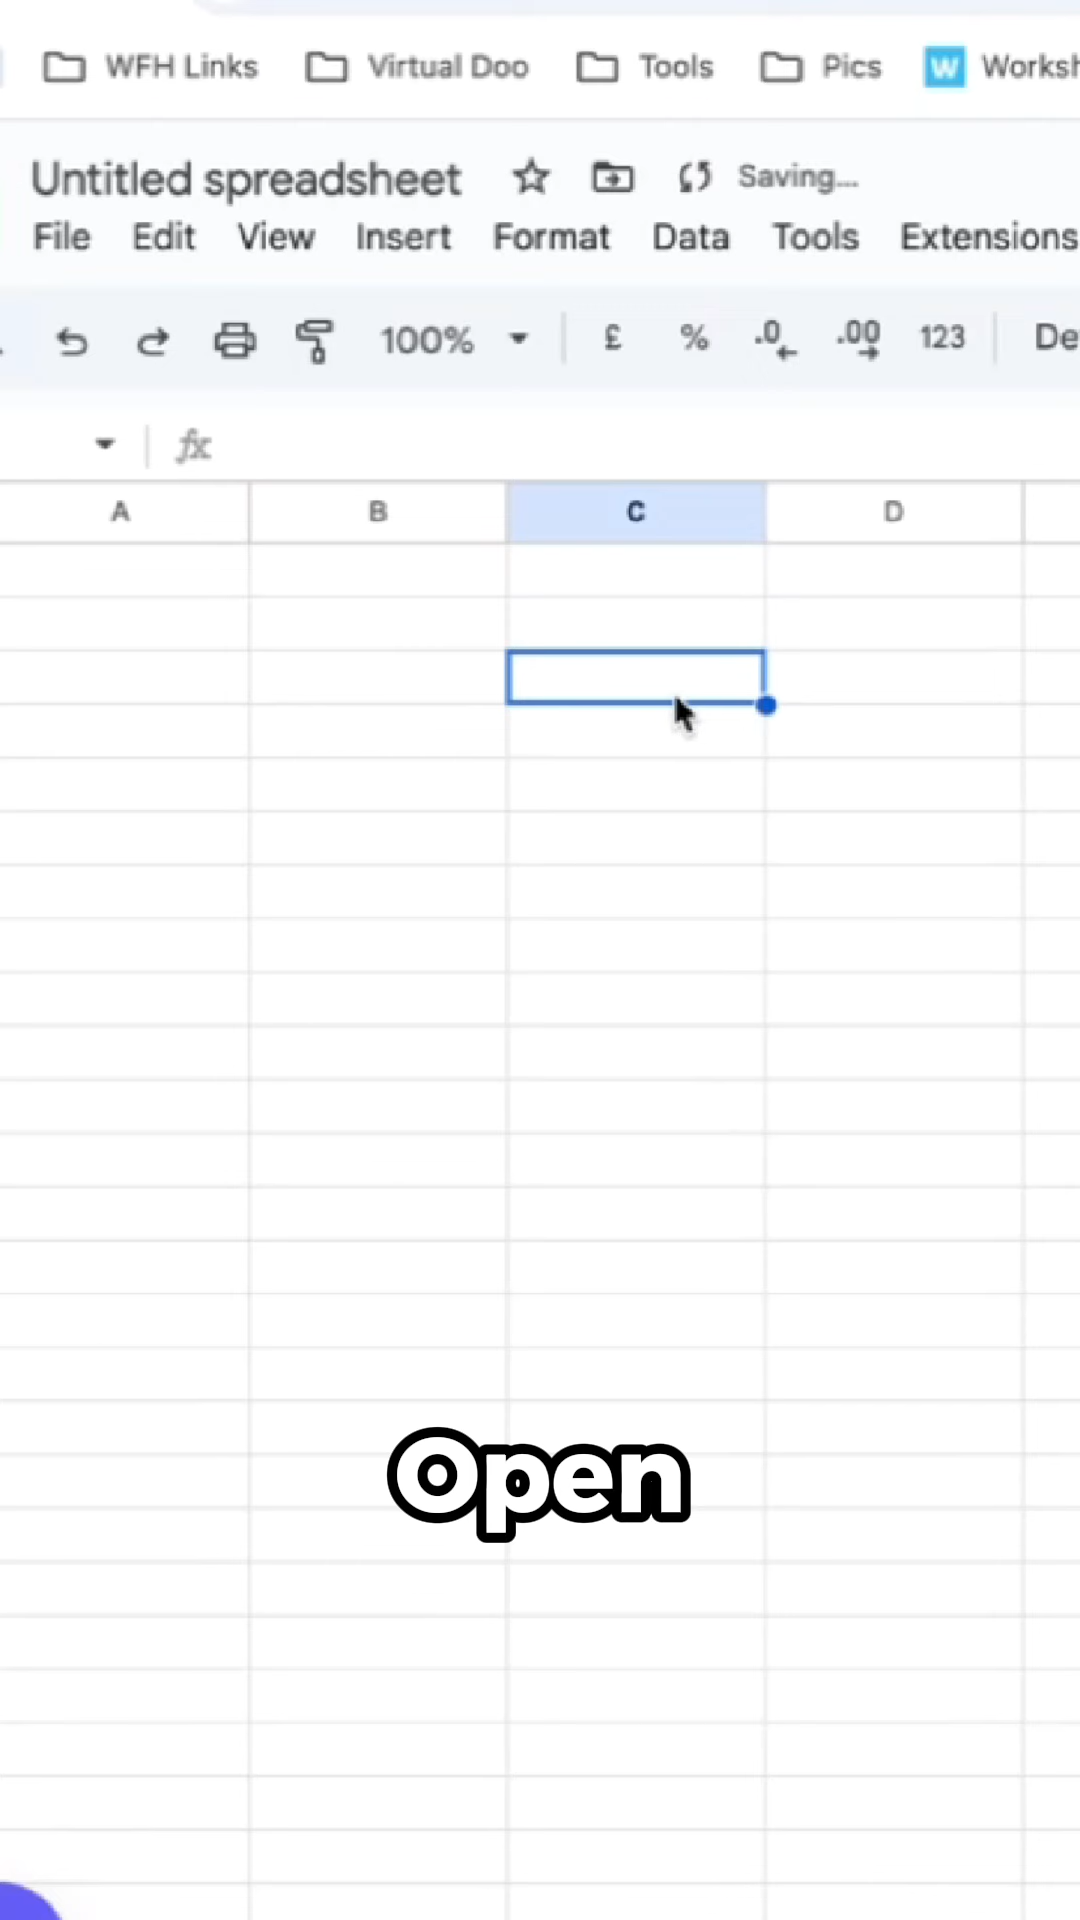 WFH Links Virtual Doo Tools Pics W
Untitled spreadsheet Saving...
File Edit View Insert Format Data Tools Extensions
100% £ % .0 .00 123
fx
A B C D
Open